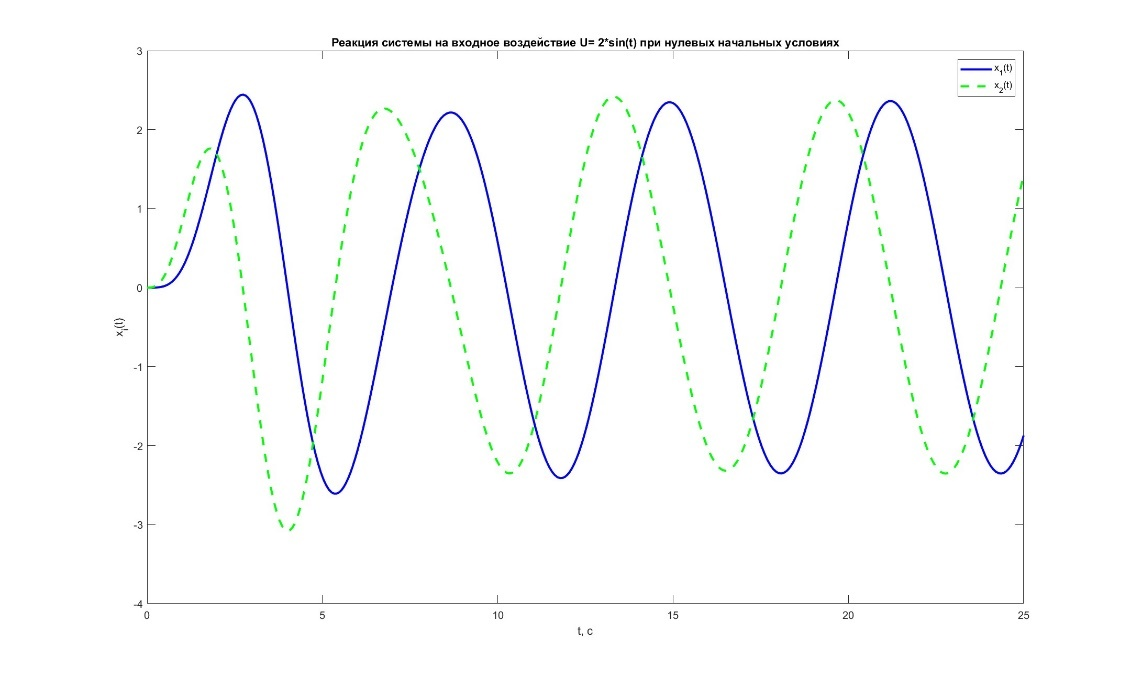 Реакция системы на входное воздействие U= 2*sin(t) при нулевых начальных условиях
x1(t)
x2(t)
3
2
1
0
-1
-2
-3
-4
xi(t)
0
5
10
15
20
25
t, c